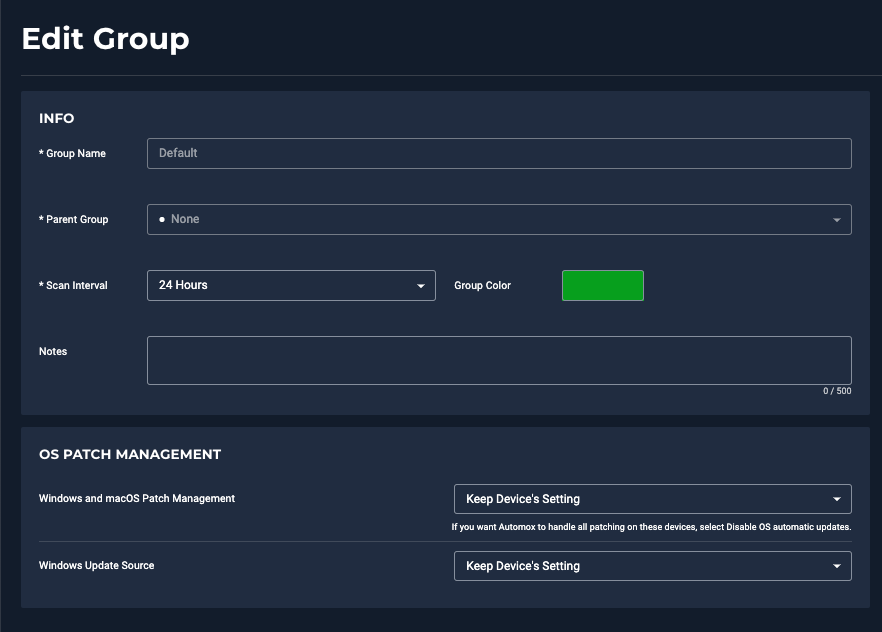 Edit Group
INFO
* Group Name
Default
* Parent Group
None
* Scan Interval
24 Hours
Group Color
Notes
0 / 500
OS PATCH MANAGEMENT
Windows and macOS Patch Management
Keep Device's Setting
If you want Automox to handle all patching on these devices, select Disable OS automatic updates.
Windows Update Source
Keep Device's Setting